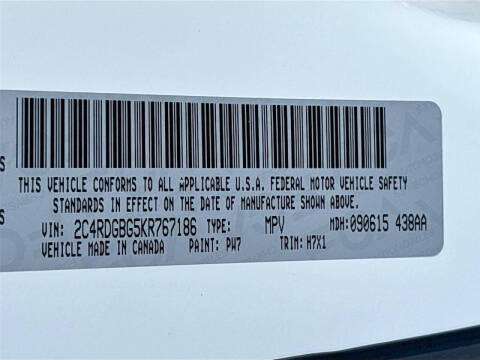 THIS VEHICLE CONFORMS TO ALL APPLICABLE U.S.A. FEDERAL MOTOR VEHICLE SAFETY
STANDARDS IN EFFECT ON THE DATE OF MANUFACTURE SHOWN ABOVE.
VIN: 2C4RDGBG5KR767186 TYPE: MPV MDH: 090615 438AA
VEHICLE MADE IN CANADA PAINT: PW7 TRIM: H7X1